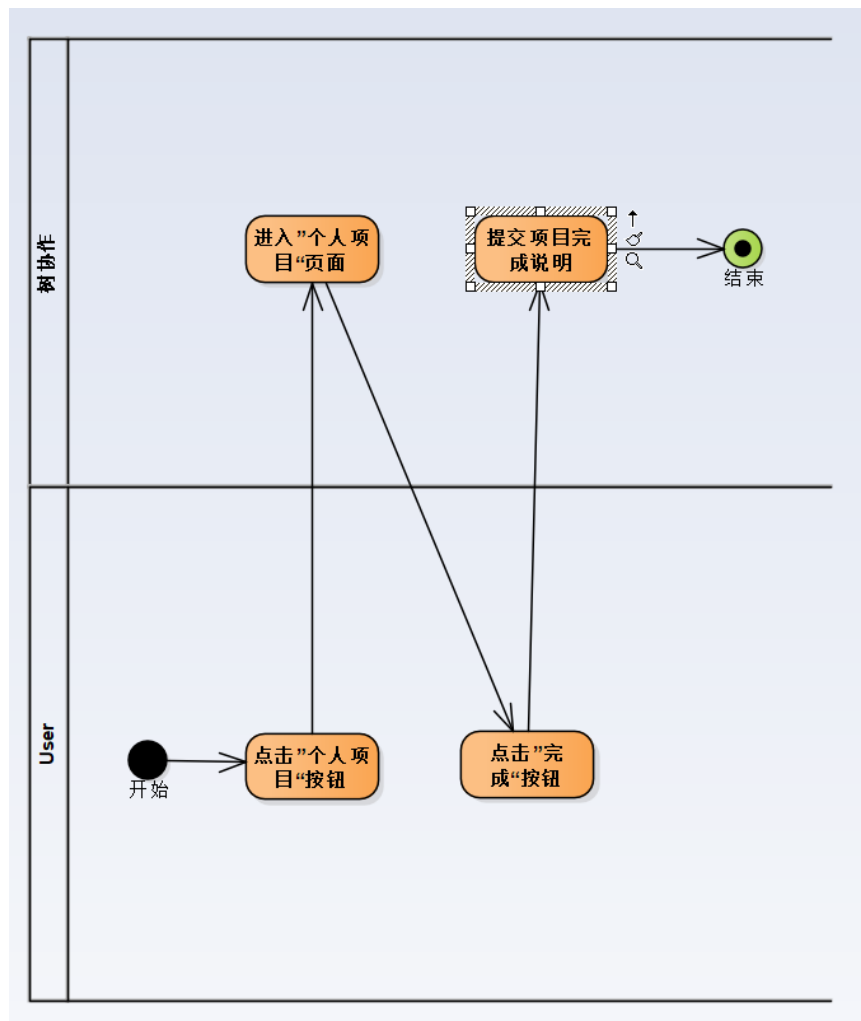 树协作
进入”个人项
目“页面
提交项目完
成说明
结束
User
开始
点击”个人项
目“按钮
点击”完
成“按钮